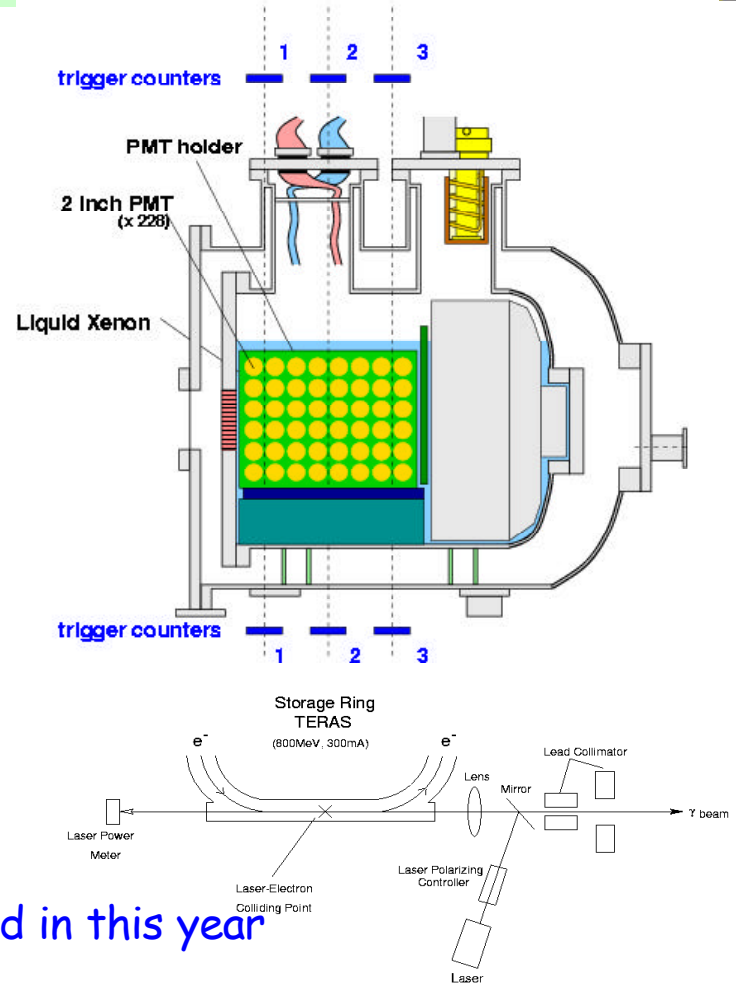 1 2 3
trigger counters
PMT holder
2 inch PMT
(x 228)
Liquid Xenon
trigger counters
1 2 3
Storage Ring
TERAS
(800MeV, 300mA)
e- e-
Lead Collimator
Lens
Mirror
γ beam
Laser Power
Meter
Laser Polarizing
Controller
Laser-Electron
Colliding Point
d in this year
Laser